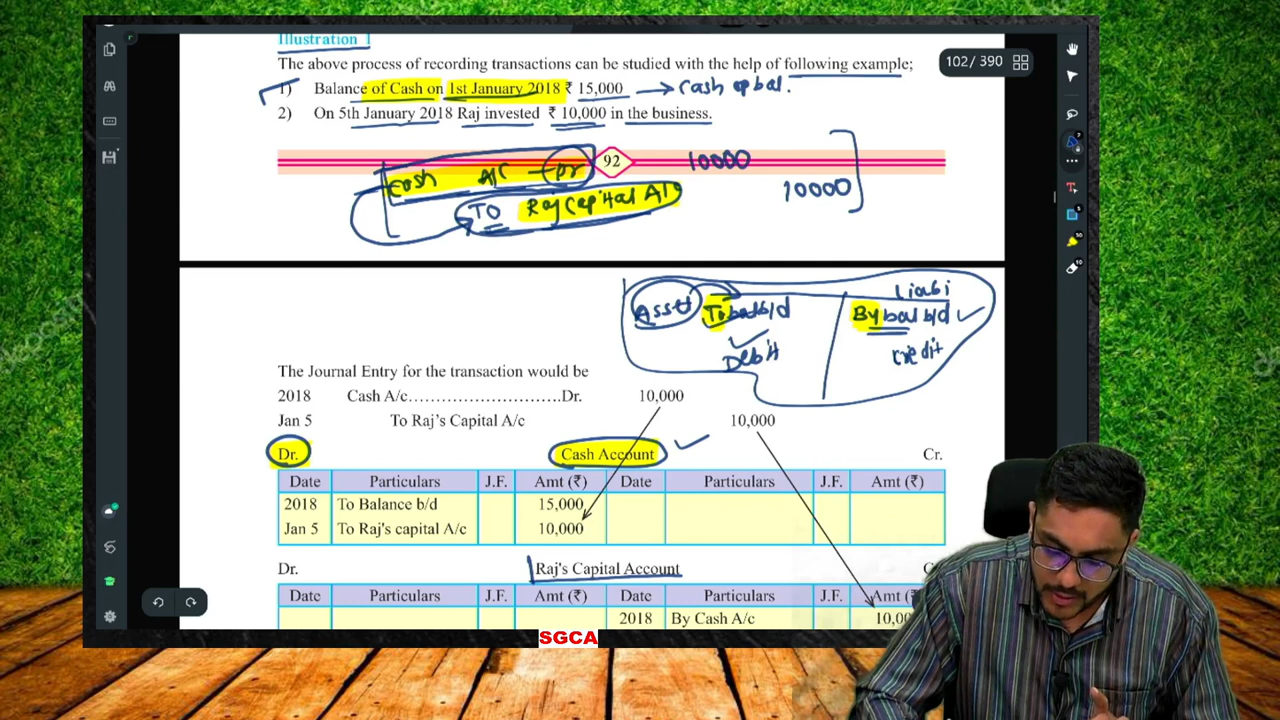 Illustration 1
102 / 390
The above process of recording transactions can be studied with the help of following example;
1) Balance of Cash on 1st January 2018 ₹ 15,000 → Cash op bal.
2) On 5th January 2018 Raj invested ₹ 10,000 in the business.
92
Cash A/C Dr 10000
To Raj Capital A/c 10000
Asset To bal b/d
Debit
Liabi
By bal b/d
Credit
The Journal Entry for the transaction would be
2018 Cash A/c..............................Dr. 10,000
Jan 5 To Raj's Capital A/c 10,000
Dr. Cash Account Cr.
Date Particulars J.F. Amt (₹) Date Particulars J.F. Amt (₹)
2018 To Balance b/d 15,000
Jan 5 To Raj's capital A/c 10,000
Dr. Raj's Capital Account
Date Particulars J.F. Amt (₹) Date Particulars J.F. Amt
2018 By Cash A/c 10,00
SGCA